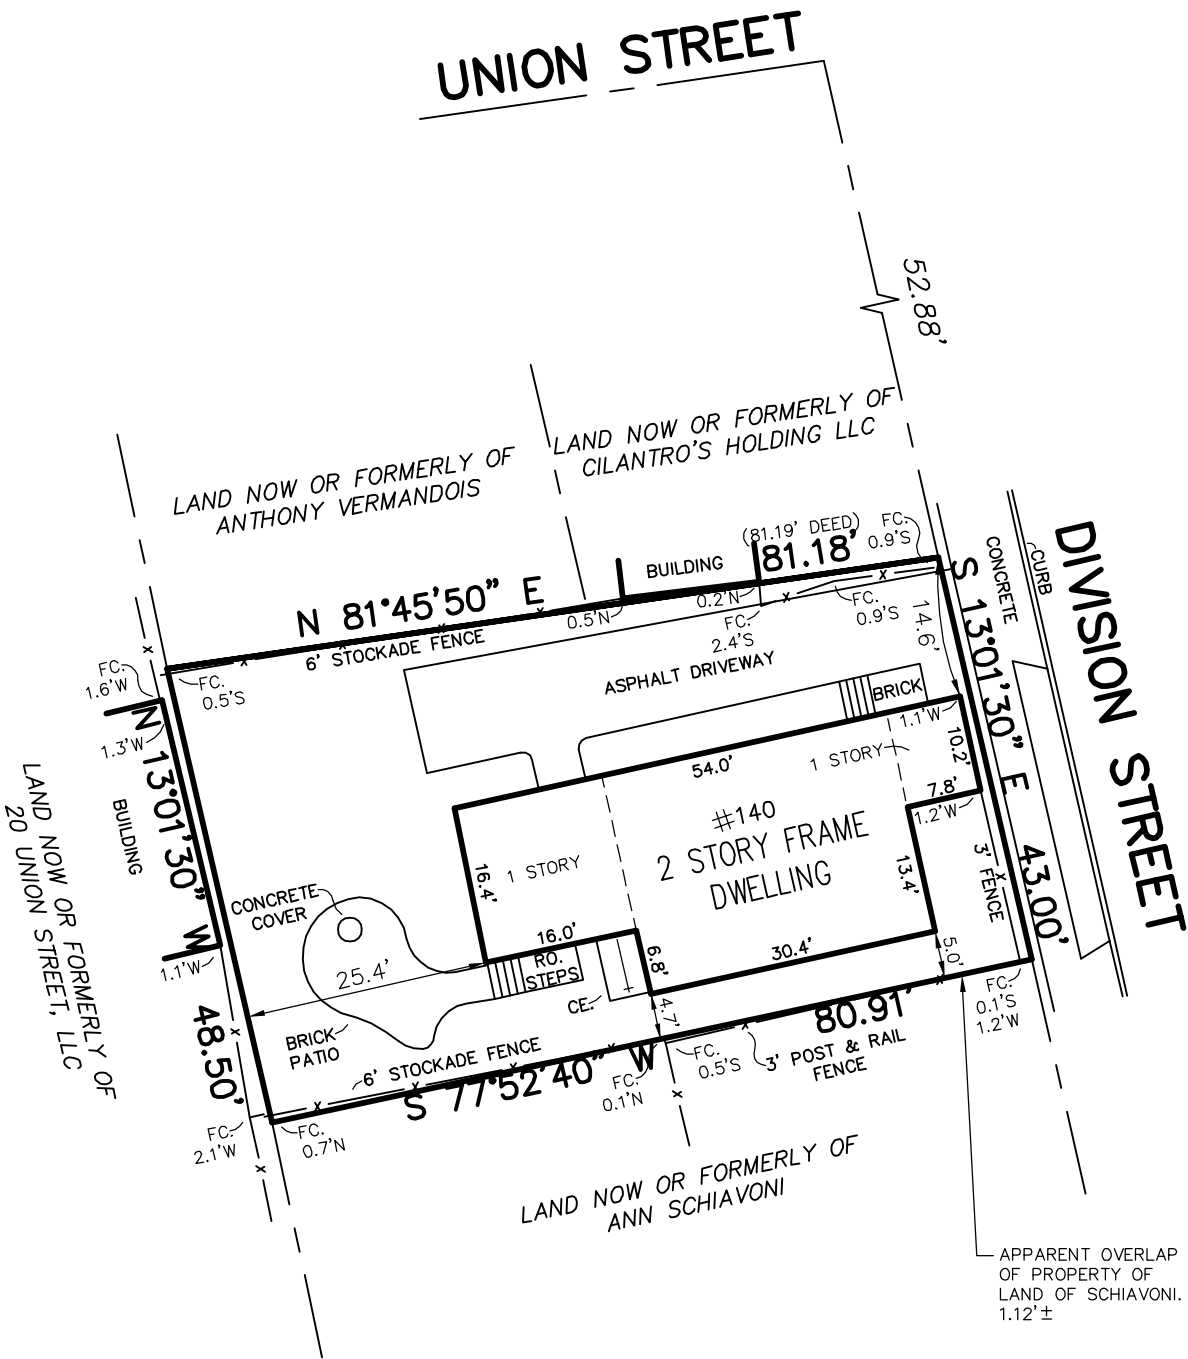 UNION STREET
52.88'
LAND NOW OR FORMERLY OF
ANTHONY VERMANDOIS
LAND NOW OR FORMERLY OF
CILANTRO'S HOLDING LLC
(81.19' DEED)
81.18'
FC.
0.9'S
BUILDING
N 81°45'50" E
6' STOCKADE FENCE
0.5'N
0.2'N
FC.
2.4'S
FC.
0.9'S
14.6'
S 13°01'30" E 43.00'
CONCRETE
CURB
DIVISION STREET
FC.
1.6'W
FC.
0.5'S
1.3'W
N 13°01'30" W 48.50'
BUILDING
1.1'W
LAND NOW OR FORMERLY OF
20 UNION STREET, LLC
ASPHALT DRIVEWAY
BRICK
1.1'W
54.0'
1 STORY
10.2'
7.8'
1.2'W
#140
2 STORY FRAME
DWELLING
1 STORY
16.4'
13.4'
3' FENCE
CONCRETE
COVER
16.0'
25.4'
RO.
STEPS
6.8'
30.4'
5.0'
CE.
4.7'
BRICK
PATIO
6' STOCKADE FENCE
S 77°52'40" W
80.91'
FC.
0.1'S
1.2'W
FC.
0.5'S
3' POST & RAIL
FENCE
FC.
0.1'N
FC.
2.1'W
FC.
0.7'N
LAND NOW OR FORMERLY OF
ANN SCHIAVONI
APPARENT OVERLAP
OF PROPERTY OF
LAND OF SCHIAVONI.
1.12'±